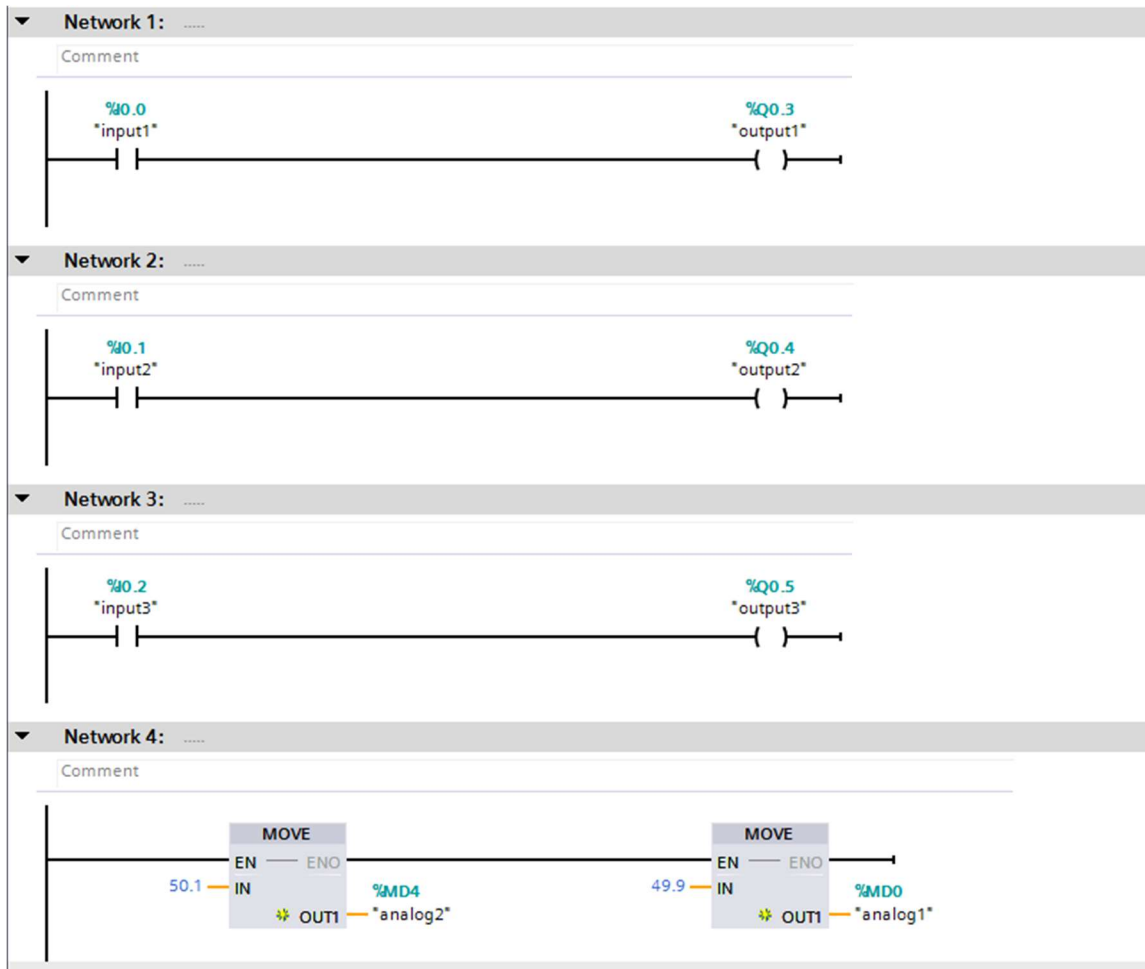 Network 1: .....
Comment
%I0.0
"input1"
%Q0.3
"output1"
Network 2: .....
Comment
%I0.1
"input2"
%Q0.4
"output2"
Network 3: .....
Comment
%I0.2
"input3"
%Q0.5
"output3"
Network 4: .....
Comment
MOVE
EN ENO
50.1 IN
%MD4
OUT1 "analog2"
MOVE
EN ENO
49.9 IN
%MD0
OUT1 "analog1"